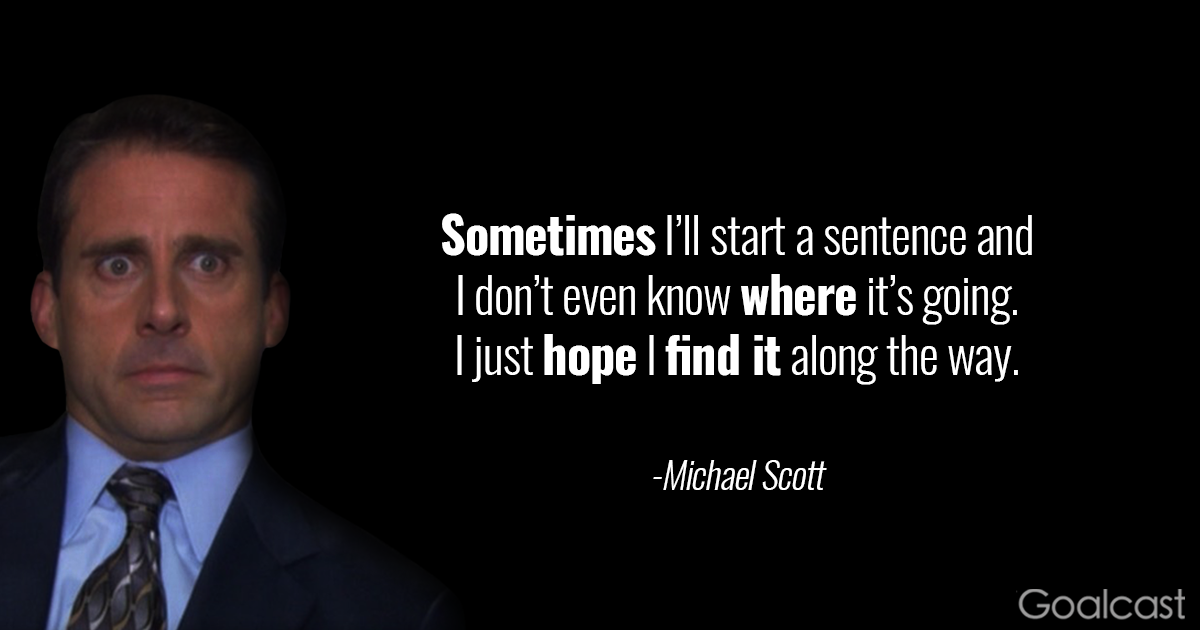 Sometimes I’ll start a sentence and
I don’t even know where it’s going.
I just hope I find it along the way.
-Michael Scott
Goalcast